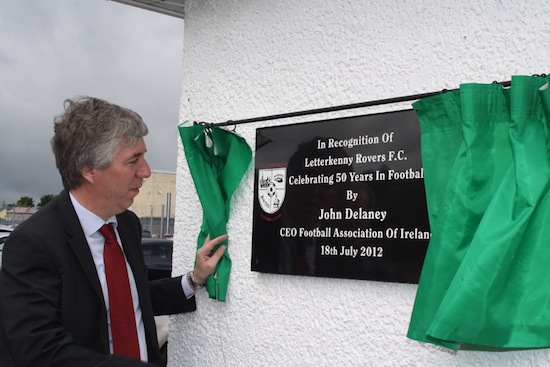 In Recognition Of
Letterkenny Rovers F.C.
Celebrating 50 Years In Football
By
John Delaney
CEO Football Association Of Ireland
18th July 2012